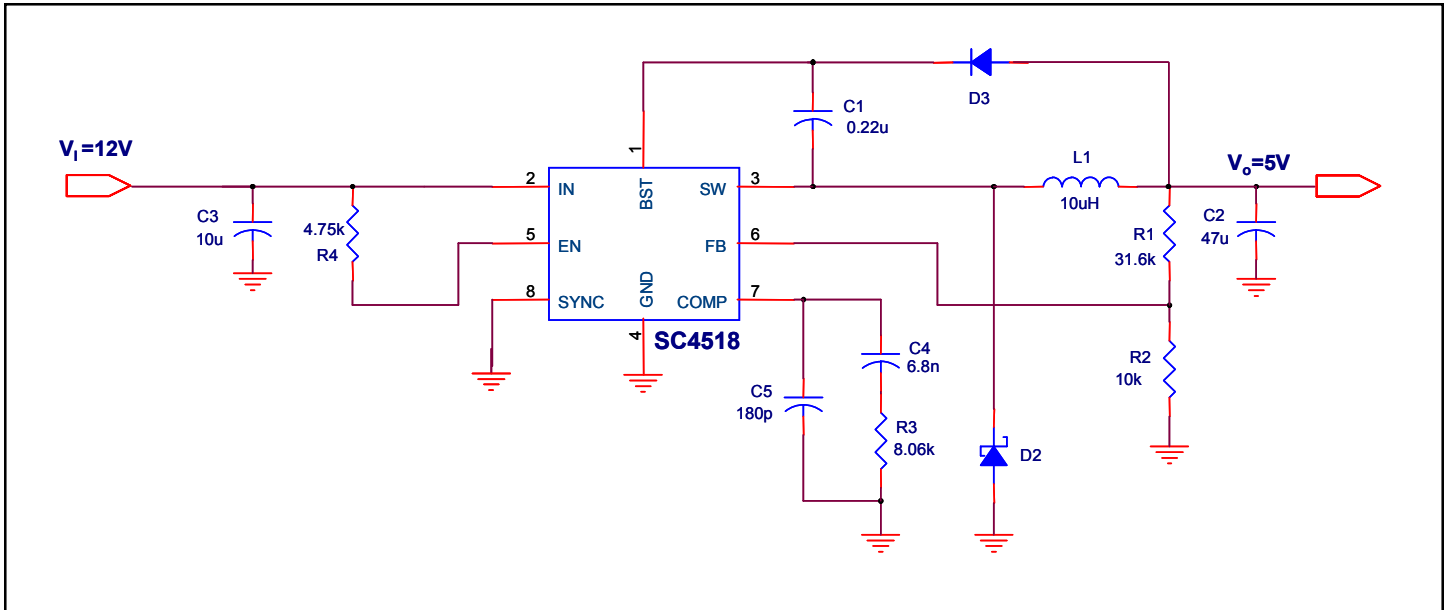 D3
C1
0.22u
V_I=12V
1
L1
V_o=5V
2
IN
BST
SW
3
10uH
C3
10u
4.75k
R4
5
EN
FB
6
R1
31.6k
C2
47u
8
SYNC
GND
COMP
7
4
SC4518
C4
6.8n
R2
10k
C5
180p
R3
8.06k
D2